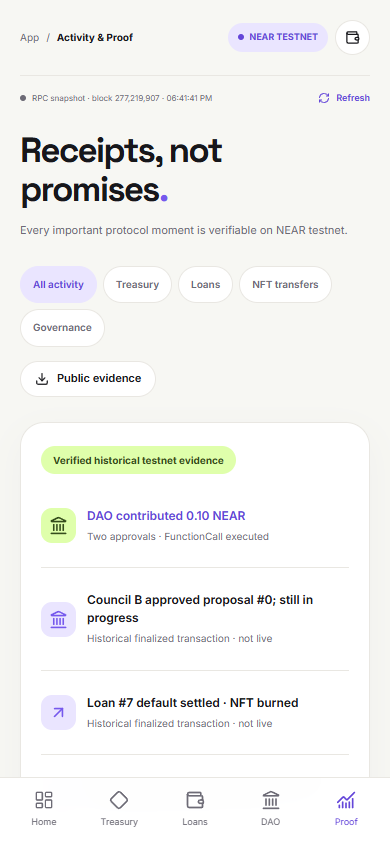 App / Activity & Proof
NEAR TESTNET
RPC snapshot · block 277,219,907 · 06:41:41 PM
Refresh
Receipts, not
promises.
Every important protocol moment is verifiable on NEAR testnet.
All activity
Treasury
Loans
NFT transfers
Governance
Public evidence
Verified historical testnet evidence
DAO contributed 0.10 NEAR
Two approvals · FunctionCall executed
Council B approved proposal #0; still in
progress
Historical finalized transaction · not live
Loan #7 default settled · NFT burned
Historical finalized transaction · not live
Home
Treasury
Loans
DAO
Proof